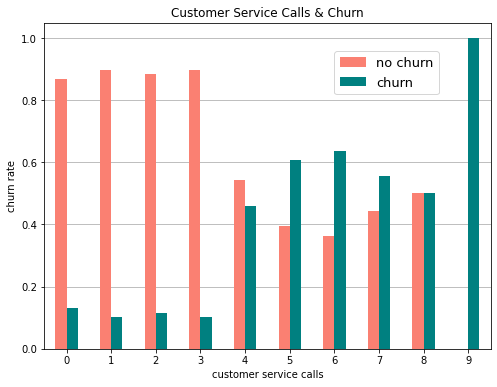 Customer Service Calls & Churn
no churn
churn
churn rate
1.0
0.8
0.6
0.4
0.2
0.0
0 1 2 3 4 5 6 7 8 9
customer service calls